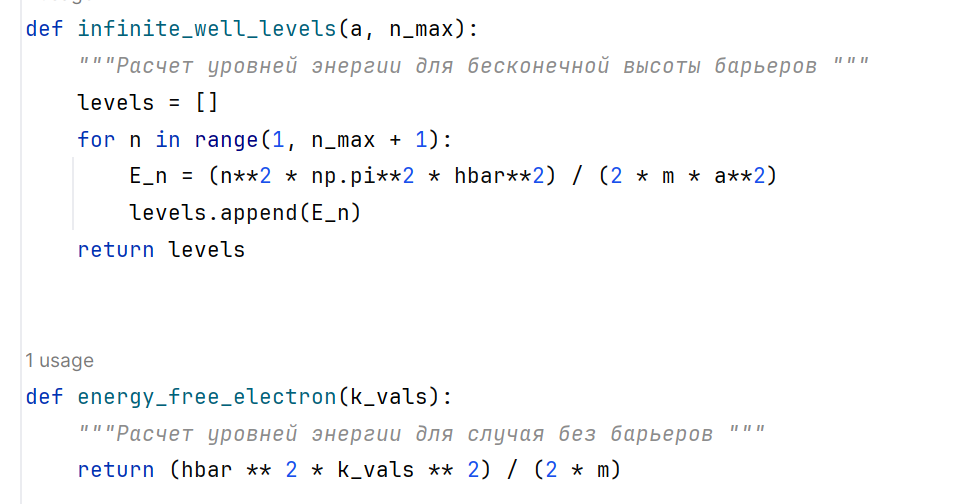 def infinite_well_levels(a, n_max):
    """Расчет уровней энергии для бесконечной высоты барьеров """
    levels = []
    for n in range(1, n_max + 1):
        E_n = (n**2 * np.pi**2 * hbar**2) / (2 * m * a**2)
        levels.append(E_n)
    return levels
1 usage
def energy_free_electron(k_vals):
    """Расчет уровней энергии для случая без барьеров """
    return (hbar ** 2 * k_vals ** 2) / (2 * m)